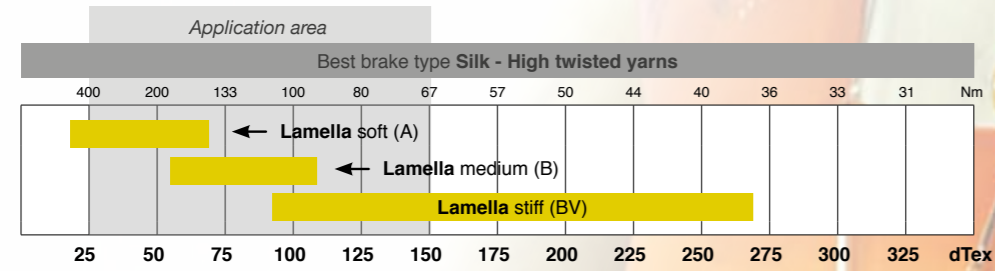 Application area
Best brake type Silk - High twisted yarns
400 200 133 100 80 67 57 50 44 40 36 33 31 Nm
Lamella soft (A)
Lamella medium (B)
Lamella stiff (BV)
25 50 75 100 125 150 175 200 225 250 275 300 325 dTex